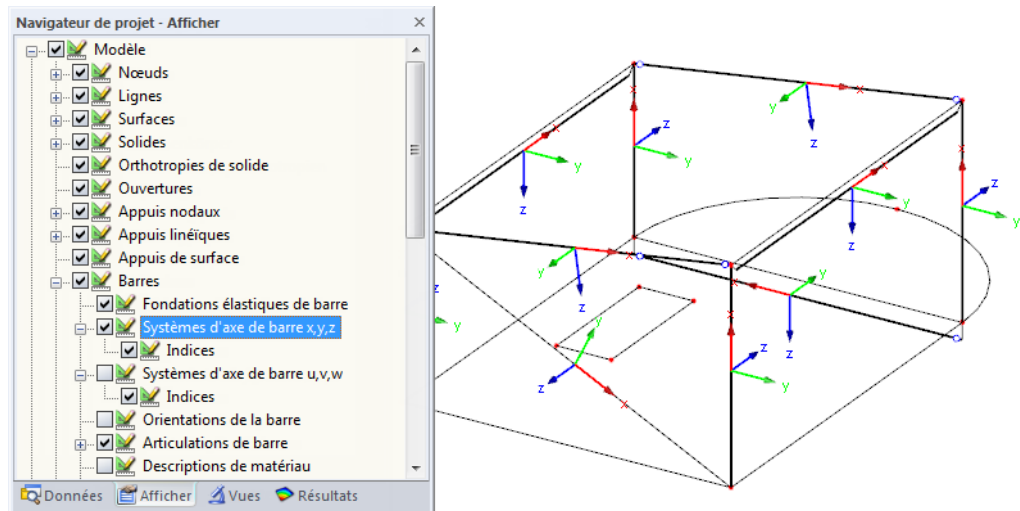 Navigateur de projet - Afficher
Modèle
Nœuds
Lignes
Surfaces
Solides
Orthotropies de solide
Ouvertures
Appuis nodaux
Appuis linéïques
Appuis de surface
Barres
Fondations élastiques de barre
Systèmes d'axe de barre x,y,z
Indices
Systèmes d'axe de barre u,v,w
Indices
Orientations de la barre
Articulations de barre
Descriptions de matériau
Données Afficher Vues Résultats
x y z
x y z
x y z
x y z
x y z
x y z
x y z
x y z
x y z
z y